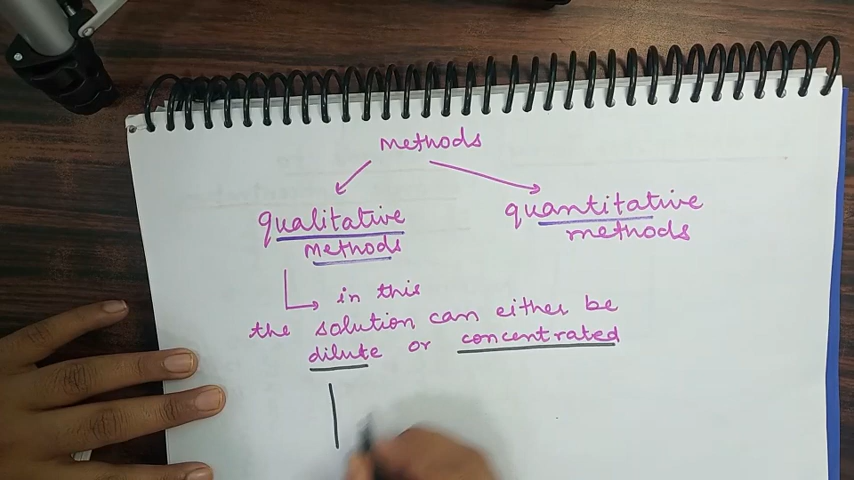 methods
qualitative
methods
quantitative
methods
in this
the solution can either be
dilute or concentrated